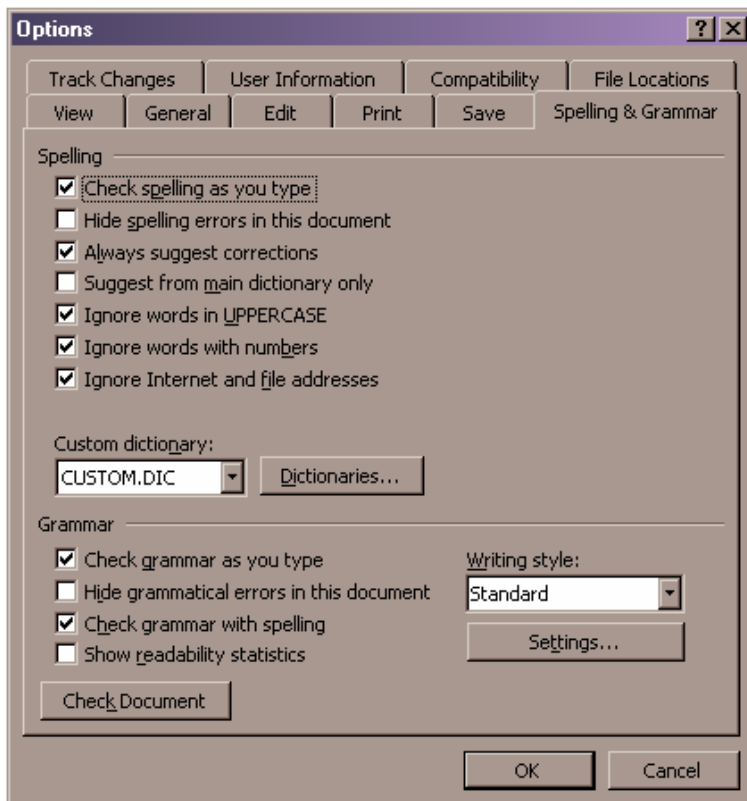 Options
Track Changes User Information Compatibility File Locations
View General Edit Print Save Spelling & Grammar
Spelling
Check spelling as you type
Hide spelling errors in this document
Always suggest corrections
Suggest from main dictionary only
Ignore words in UPPERCASE
Ignore words with numbers
Ignore Internet and file addresses
Custom dictionary:
CUSTOM.DIC Dictionaries...
Grammar
Check grammar as you type Writing style:
Hide grammatical errors in this document Standard
Check grammar with spelling
Show readability statistics Settings...
Check Document
OK Cancel